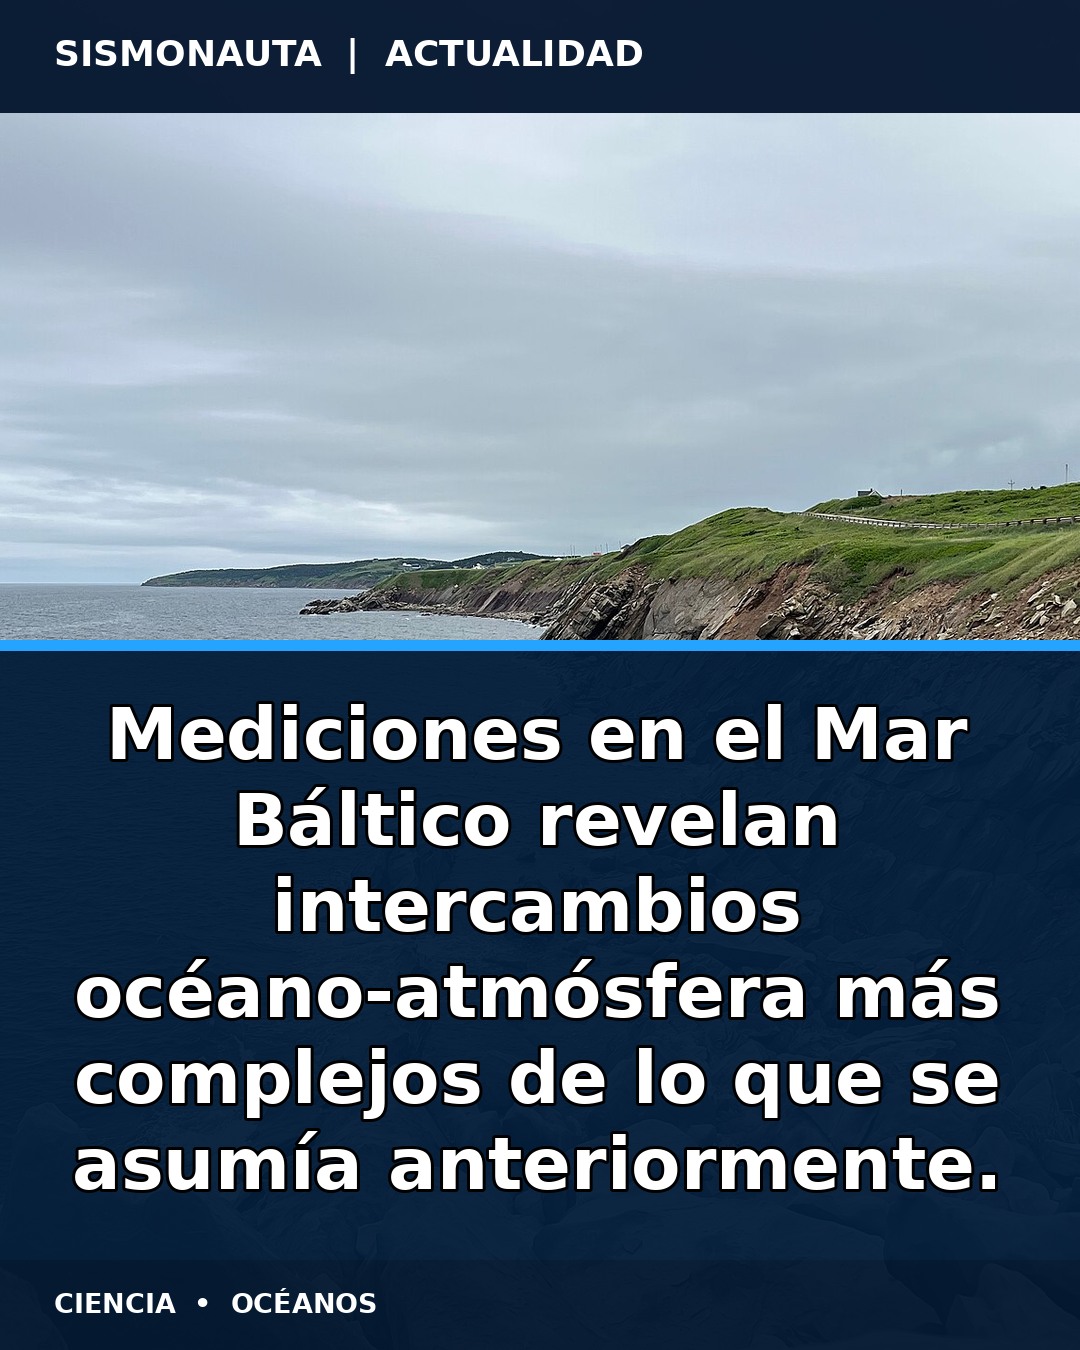 SISMONAUTA | ACTUALIDAD
Mediciones en el Mar
Báltico revelan
intercambios
océano-atmósfera más
complejos de lo que se
asumía anteriormente.
CIENCIA • OCÉANOS